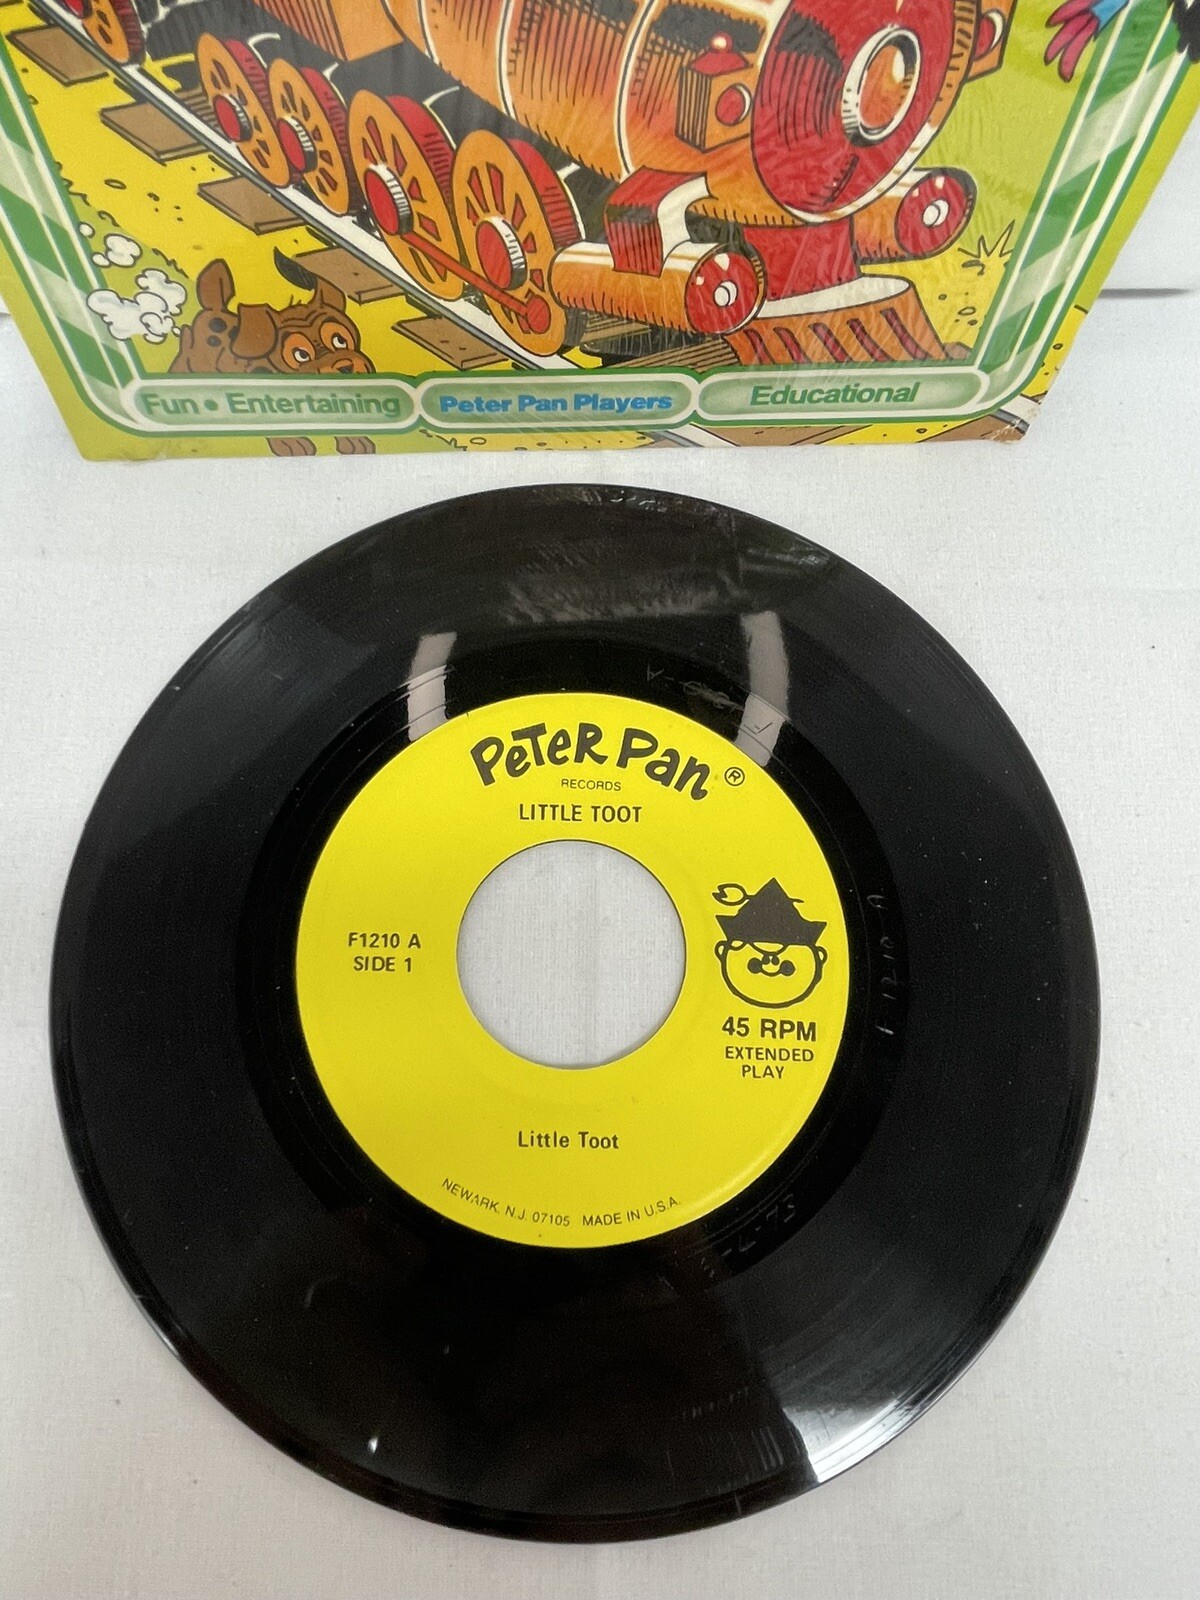 Fun • Entertaining
Peter Pan Players
Educational
PeTeR Pan ®
RECORDS
LITTLE TOOT
F1210 A
SIDE 1
45 RPM
EXTENDED
PLAY
Little Toot
NEWARK, N.J. 07105 MADE IN U.S.A.
F 1210 A